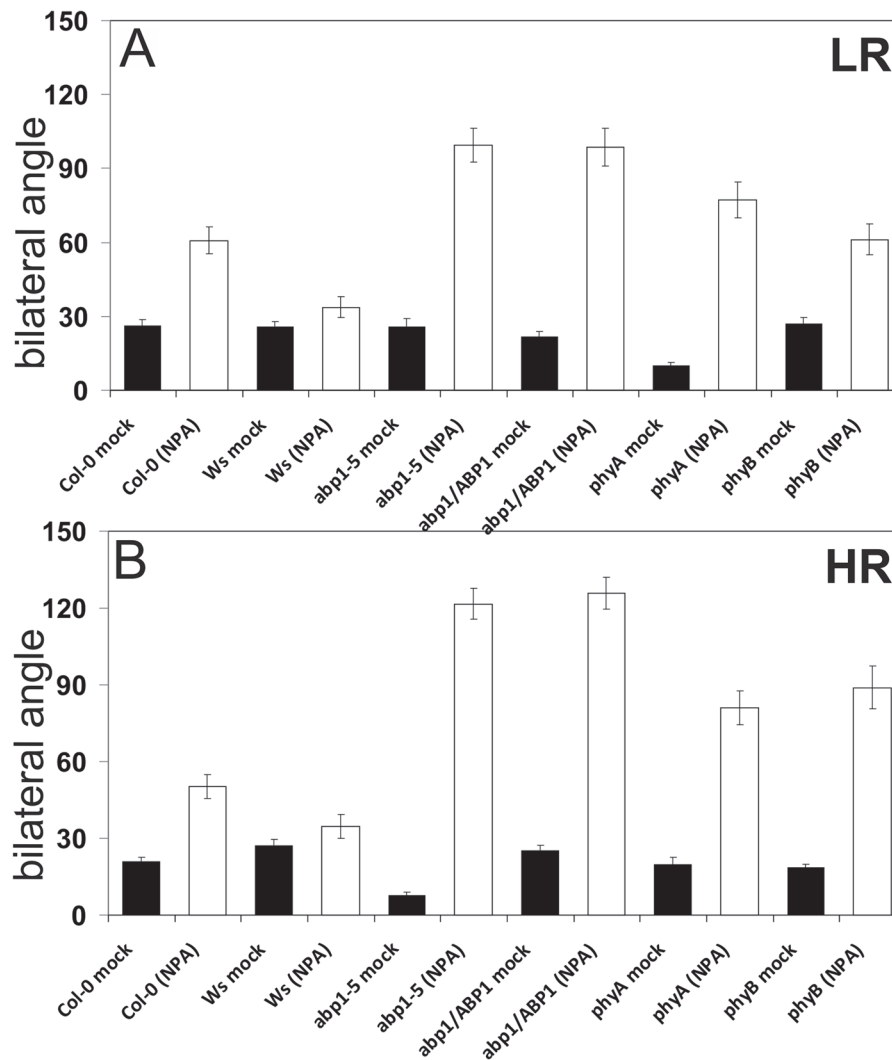 A
LR
bilateral angle
150
120
90
60
30
0
Col-0 mock
Col-0 (NPA)
Ws mock
Ws (NPA)
abp1-5 mock
abp1-5 (NPA)
abp1/ABP1 mock
abp1/ABP1 (NPA)
phyA mock
phyA (NPA)
phyB mock
phyB (NPA)
B
HR
bilateral angle
150
120
90
60
30
0
Col-0 mock
Col-0 (NPA)
Ws mock
Ws (NPA)
abp1-5 mock
abp1-5 (NPA)
abp1/ABP1 mock
abp1/ABP1 (NPA)
phyA mock
phyA (NPA)
phyB mock
phyB (NPA)